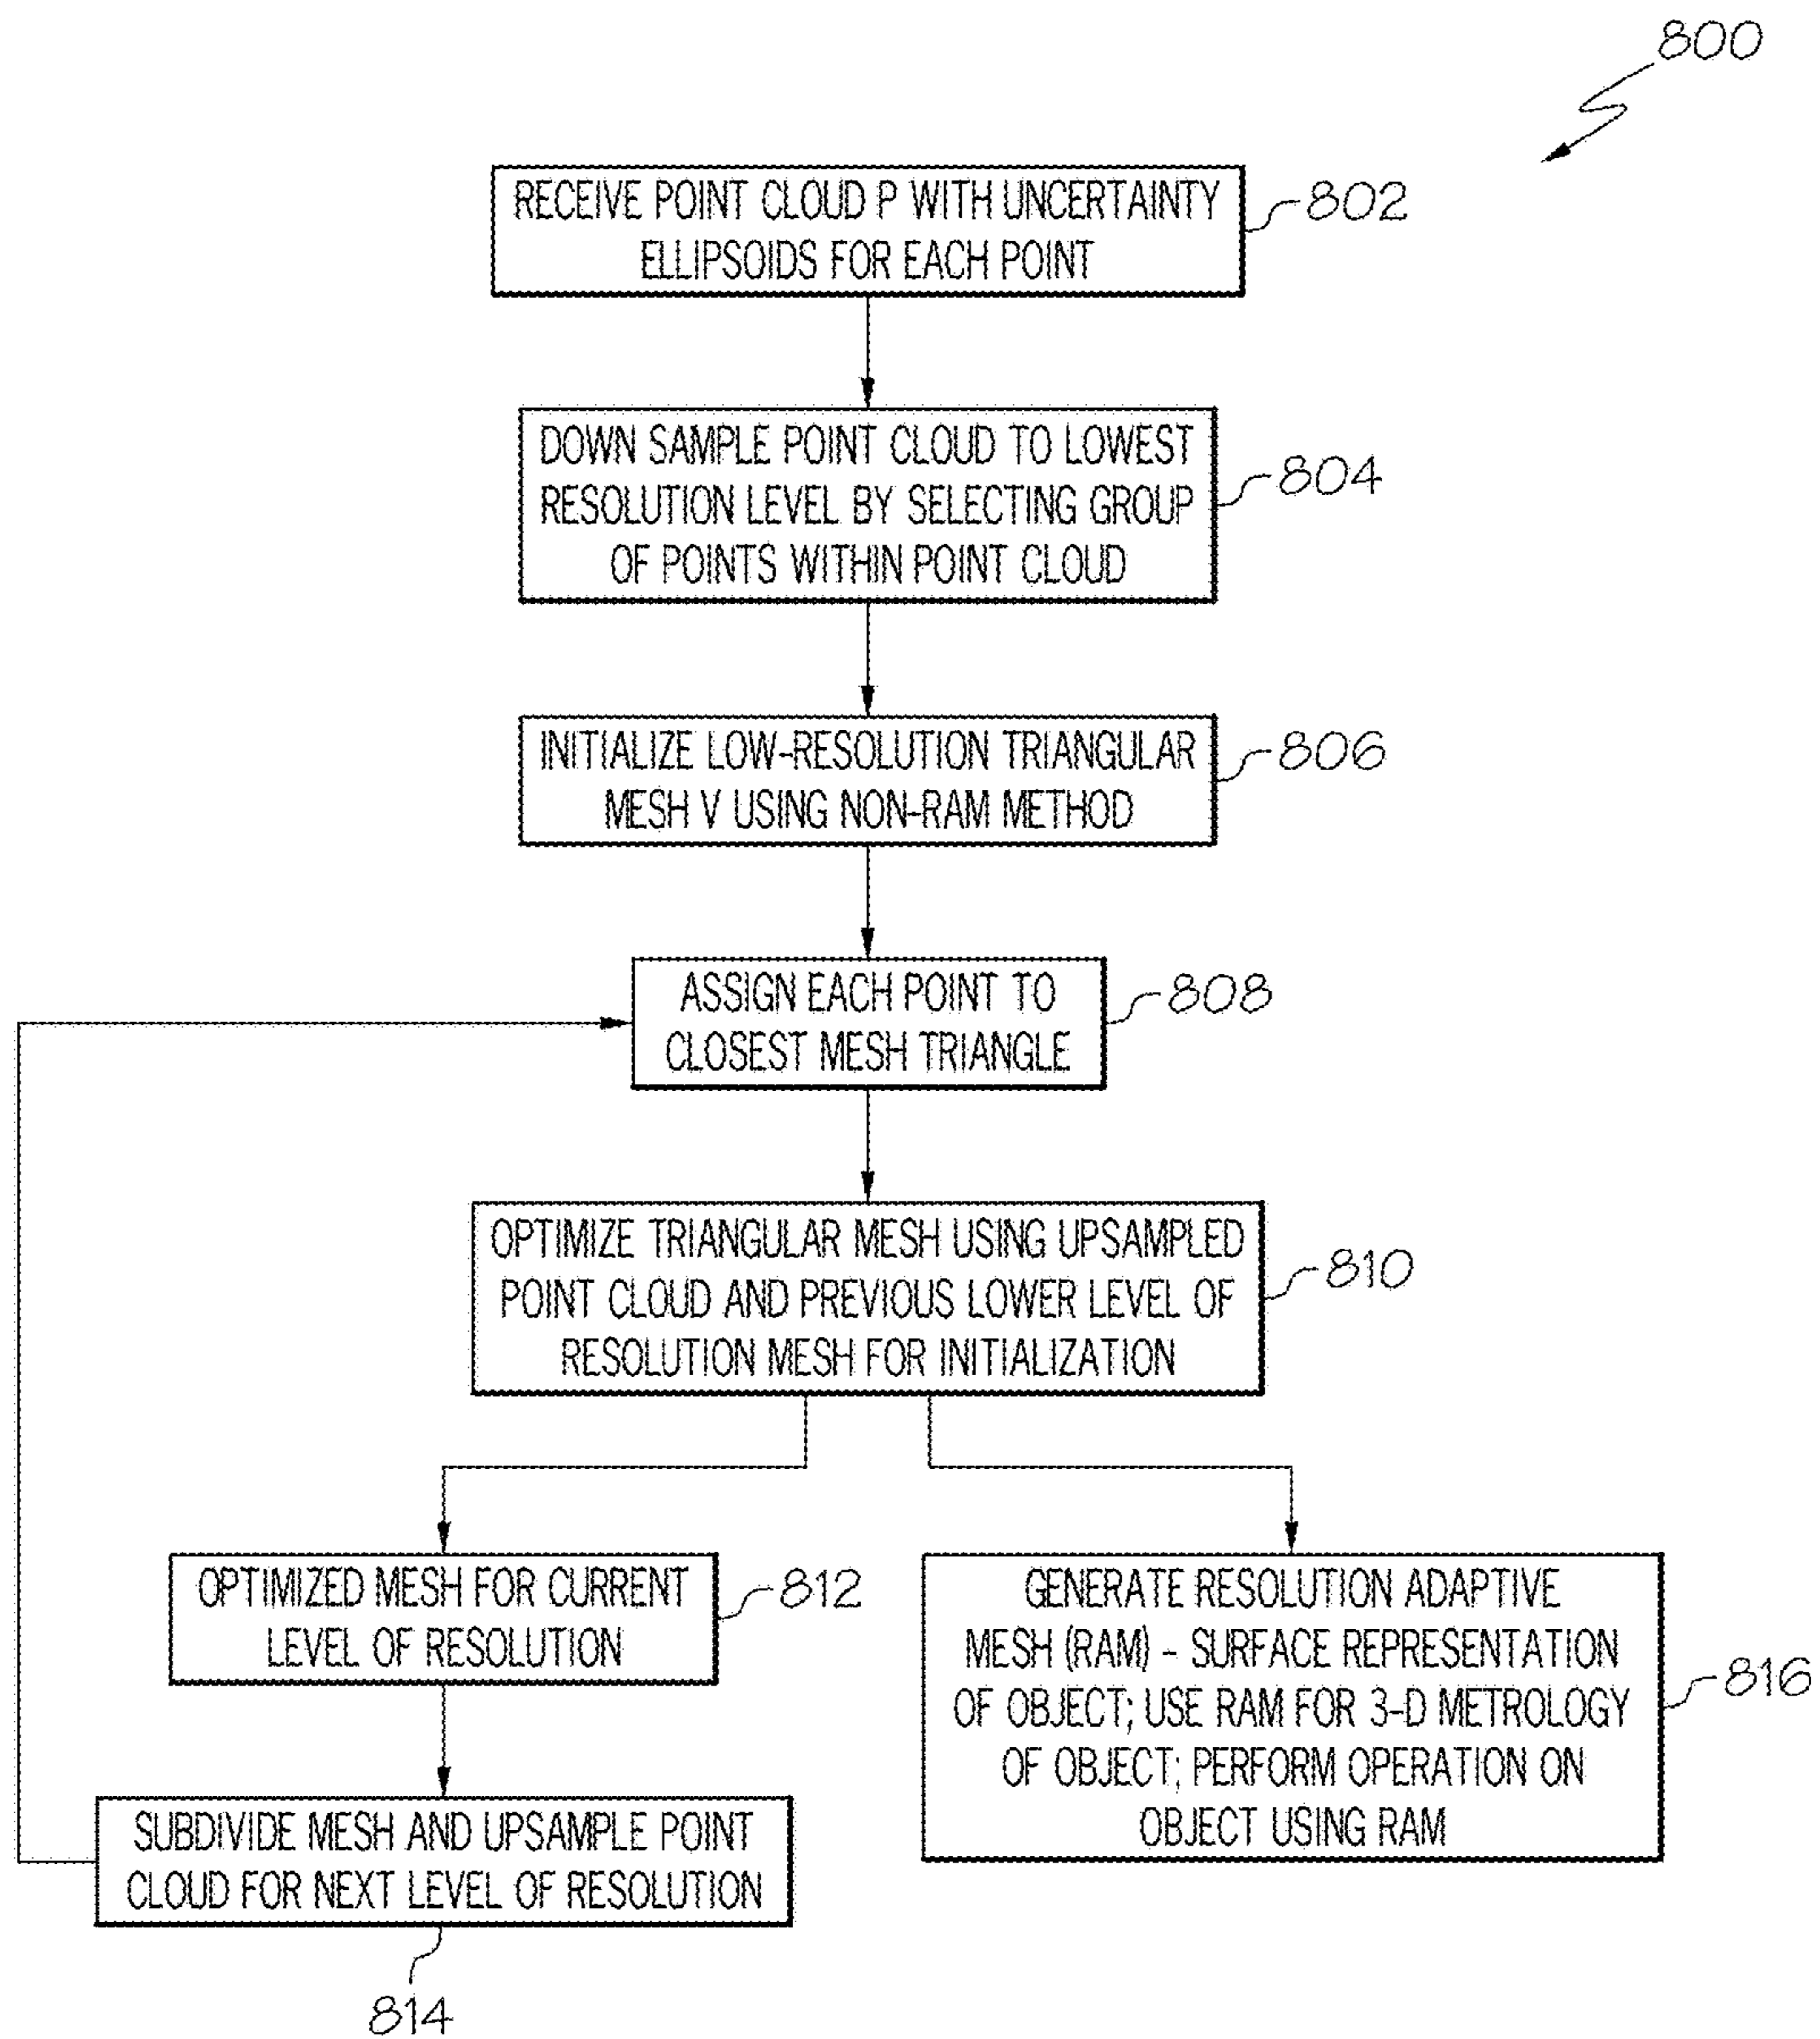 800
RECEIVE POINT CLOUD P WITH UNCERTAINTY
ELLIPSOIDS FOR EACH POINT
802
DOWN SAMPLE POINT CLOUD TO LOWEST
RESOLUTION LEVEL BY SELECTING GROUP
OF POINTS WITHIN POINT CLOUD
804
INITIALIZE LOW-RESOLUTION TRIANGULAR
MESH V USING NON-RAM METHOD
806
ASSIGN EACH POINT TO
CLOSEST MESH TRIANGLE
808
OPTIMIZE TRIANGULAR MESH USING UPSAMPLED
POINT CLOUD AND PREVIOUS LOWER LEVEL OF
RESOLUTION MESH FOR INITIALIZATION
810
OPTIMIZED MESH FOR CURRENT
LEVEL OF RESOLUTION
812
GENERATE RESOLUTION ADAPTIVE
MESH (RAM) - SURFACE REPRESENTATION
OF OBJECT; USE RAM FOR 3-D METROLOGY
OF OBJECT; PERFORM OPERATION ON
OBJECT USING RAM
816
SUBDIVIDE MESH AND UPSAMPLE POINT
CLOUD FOR NEXT LEVEL OF RESOLUTION
814